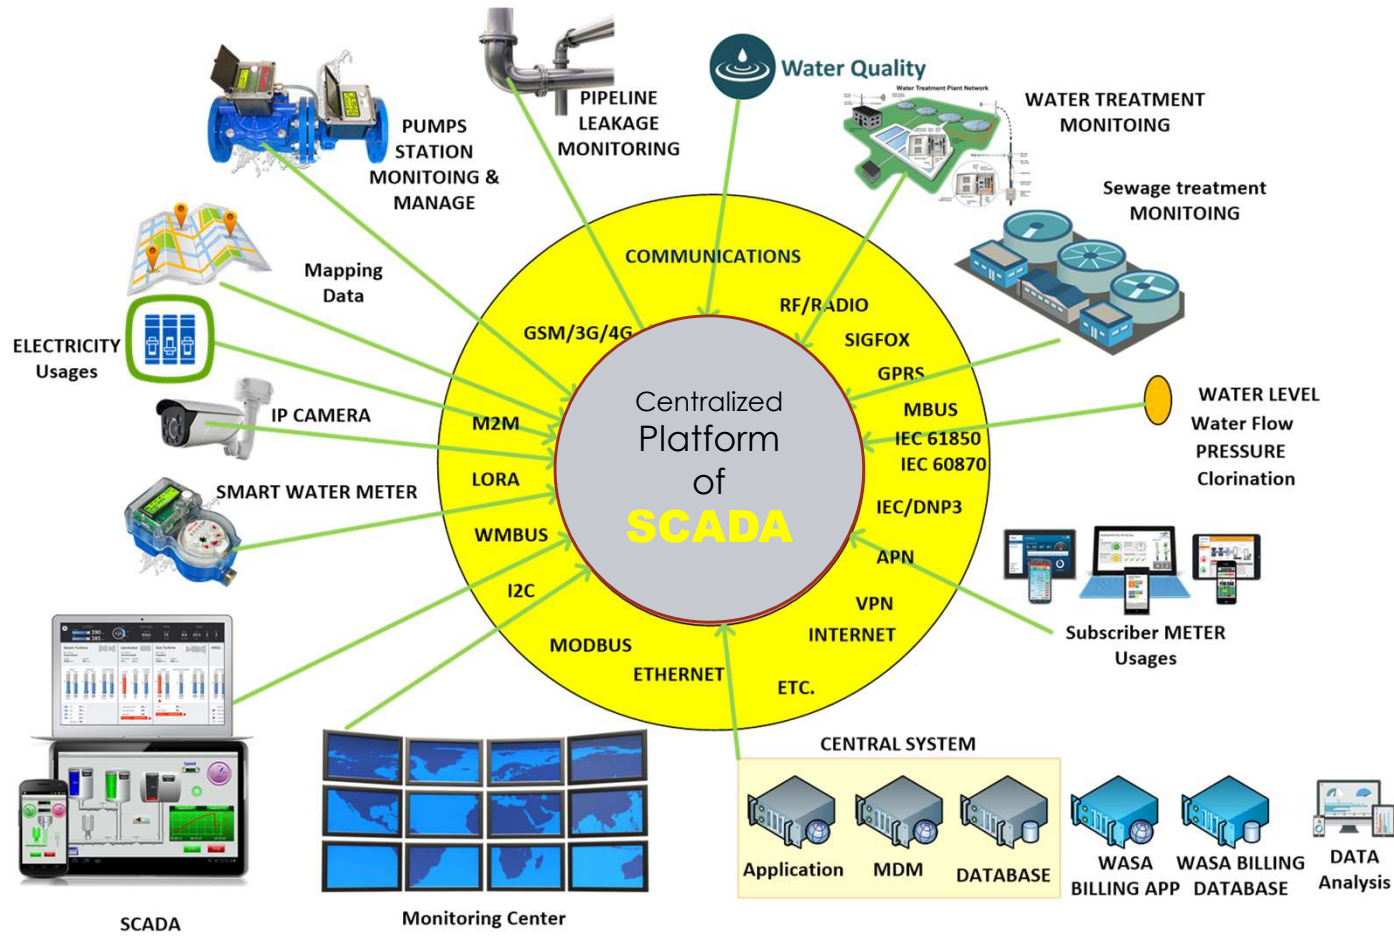 Water Quality
Water Treatment Plant Network
PIPELINE
LEAKAGE
MONITORING
WATER TREATMENT
MONITOING
PUMPS
STATION
MONITOING &
MANAGE
Sewage treatment
MONITOING
Mapping
Data
ELECTRICITY
Usages
IP CAMERA
SMART WATER METER
COMMUNICATIONS
RF/RADIO
GSM/3G/4G
SIGFOX
GPRS
M2M
MBUS
IEC 61850
IEC 60870
LORA
IEC/DNP3
WMBUS
APN
I2C
VPN
INTERNET
MODBUS
ETHERNET
ETC.
Centralized
Platform
of
SCADA
WATER LEVEL
Water Flow
PRESSURE
Clorination
Subscriber METER
Usages
CENTRAL SYSTEM
Application
MDM
DATABASE
WASA
BILLING APP
WASA BILLING
DATABASE
DATA
Analysis
Monitoring Center
SCADA